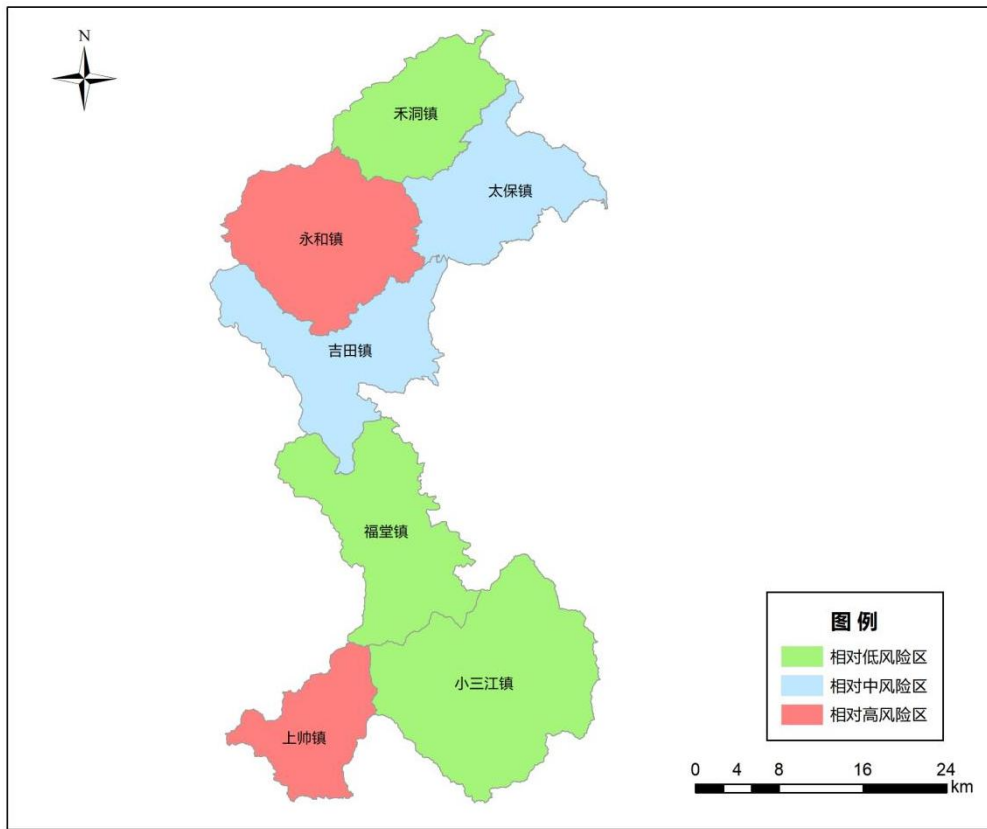 N
禾洞镇
太保镇
永和镇
吉田镇
福堂镇
小三江镇
上帅镇
图例
相对低风险区
相对中风险区
相对高风险区
0 4 8 16 24
km